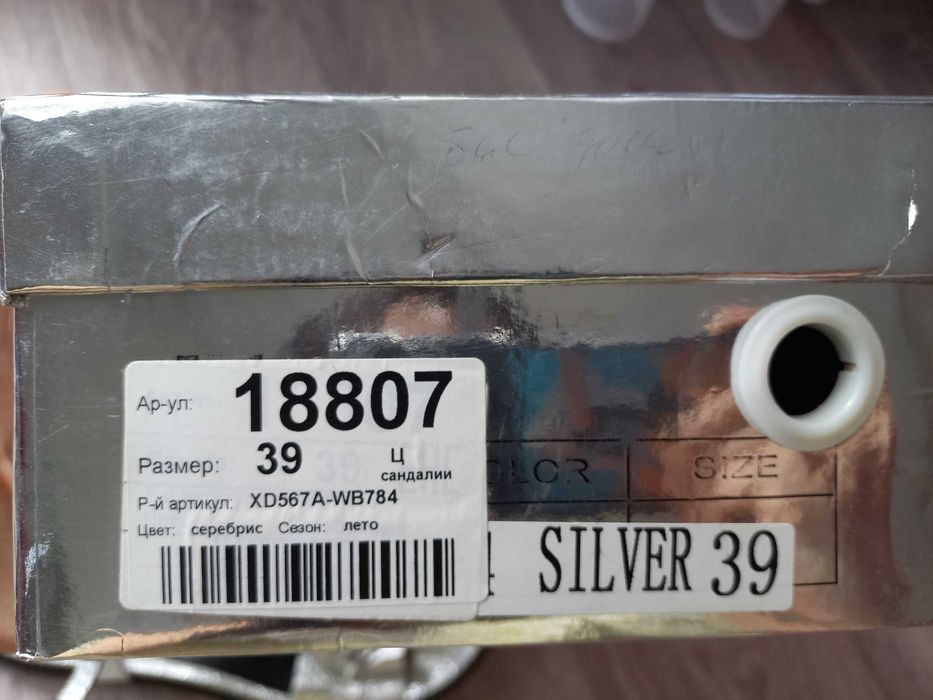 Ар-ул: 18807
Размер: 39 Ц
сандалии
Р-й артикул: XD567A-WB784
Цвет: серебрис Сезон: лето
COLOR SIZE
SILVER 39